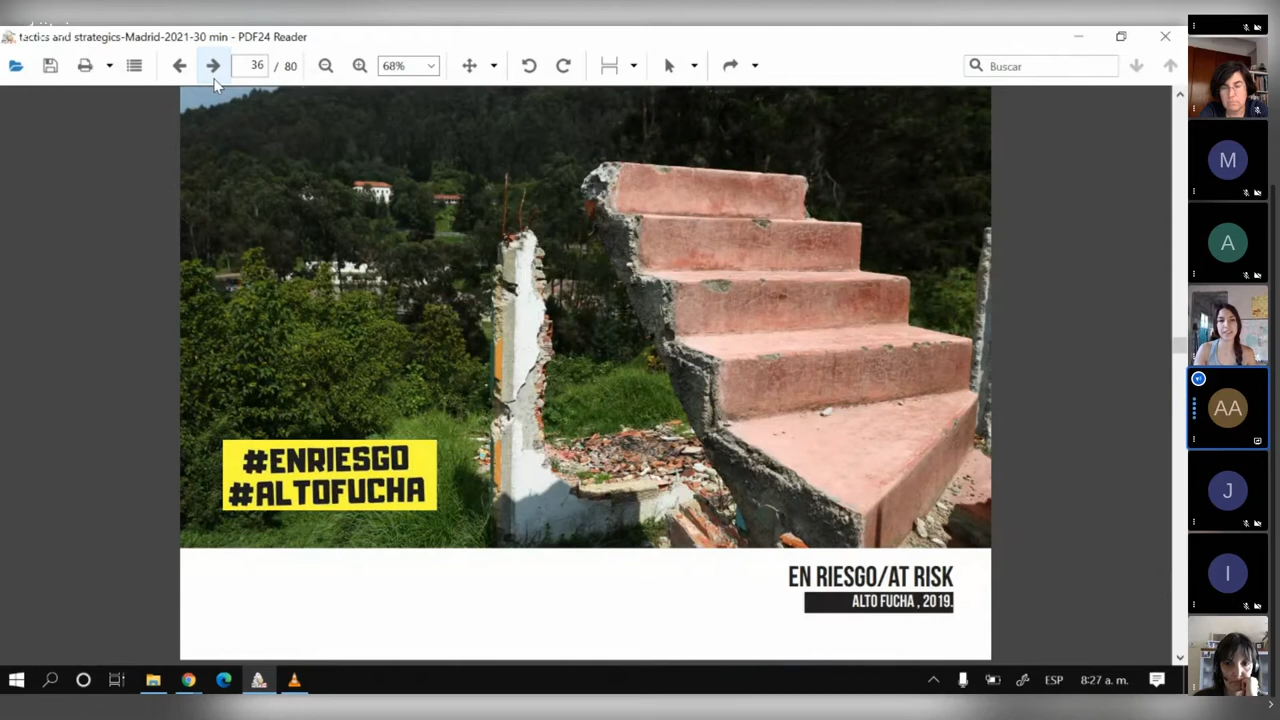 tactics and strategics-Madrid-2021-30 min - PDF24 Reader
36 / 80
68%
Buscar
#ENRIESGO
#ALTOFUCHA
EN RIESGO/AT RISK
ALTO FUCHA , 2019.
M
A
AA
J
I
ESP
8:27 a. m.